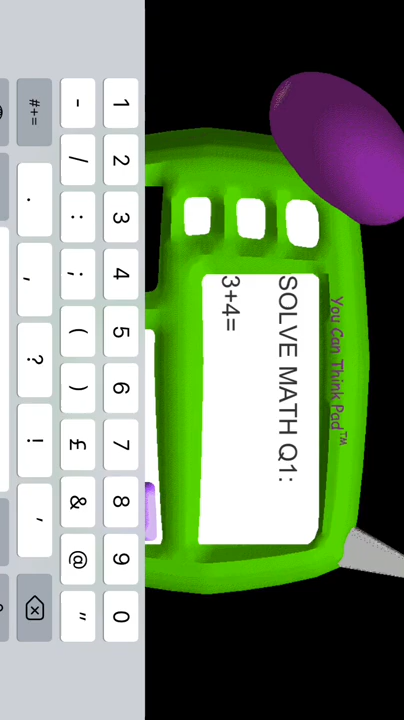 You Can Think Pad™
SOLVE MATH Q1:
3+4=
1 2 3 4 5 6 7 8 9 0
- / : ; ( ) £ & @ "
#+= . , ? ! '